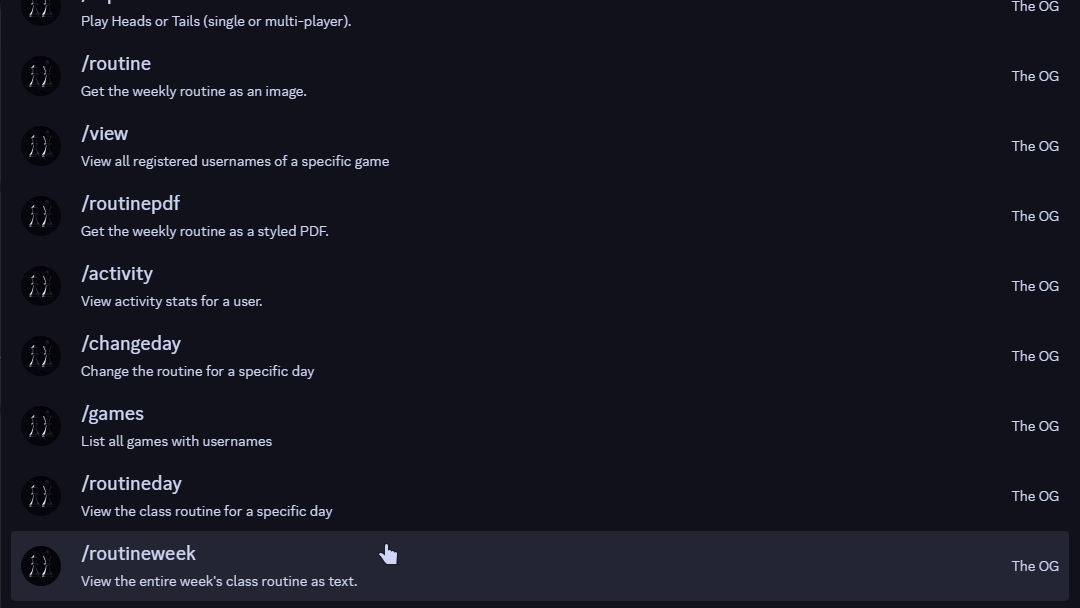 Play Heads or Tails (single or multi-player).
The OG
/routine
Get the weekly routine as an image.
The OG
/view
View all registered usernames of a specific game
The OG
/routinepdf
Get the weekly routine as a styled PDF.
The OG
/activity
View activity stats for a user.
The OG
/changeday
Change the routine for a specific day
The OG
/games
List all games with usernames
The OG
/routineday
View the class routine for a specific day
The OG
/routineweek
View the entire week's class routine as text.
The OG